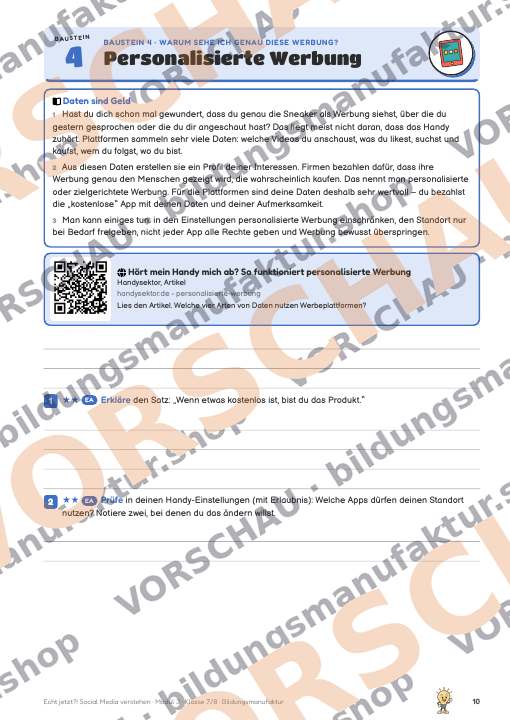 BAUSTEIN
4
BAUSTEIN 4 · WARUM SEHE ICH GENAU DIESE WERBUNG?
Personalisierte Werbung
Daten sind Geld
1 Hast du dich schon mal gewundert, dass du genau die Sneaker als Werbung siehst, über die du
gestern gesprochen oder die du dir angeschaut hast? Das liegt meist nicht daran, dass das Handy
zuhört. Plattformen sammeln sehr viele Daten: welche Videos du anschaust, was du likest, suchst und
kaufst, wem du folgst, wo du bist.
2 Aus diesen Daten erstellen sie ein Profil deiner Interessen. Firmen bezahlen dafür, dass ihre
Werbung genau den Menschen gezeigt wird, die wahrscheinlich kaufen. Das nennt man personalisierte
oder zielgerichtete Werbung. Für die Plattformen sind deine Daten deshalb sehr wertvoll – du bezahlst
die „kostenlose“ App mit deinen Daten und deiner Aufmerksamkeit.
3 Man kann einiges tun: in den Einstellungen personalisierte Werbung einschränken, den Standort nur
bei Bedarf freigeben, nicht jeder App alle Rechte geben und Werbung bewusst überspringen.
Hört mein Handy mich ab? So funktioniert personalisierte Werbung
Handysektor, Artikel
handysektor.de · personalisierte-werbung
Lies den Artikel. Welche vier Arten von Daten nutzen Werbeplattformen?
1 ★★ EA Erkläre den Satz: „Wenn etwas kostenlos ist, bist du das Produkt.“
2 ★★ EA Prüfe in deinen Handy-Einstellungen (mit Erlaubnis): Welche Apps dürfen deinen Standort
nutzen? Notiere zwei, bei denen du das ändern willst.
Echt jetzt?! Social Media verstehen · Modul 3 · Klasse 7/8 · Bildungsmanufaktur
10
VORSCHAU · bildungsmanufaktur.shop
VORSCHAU